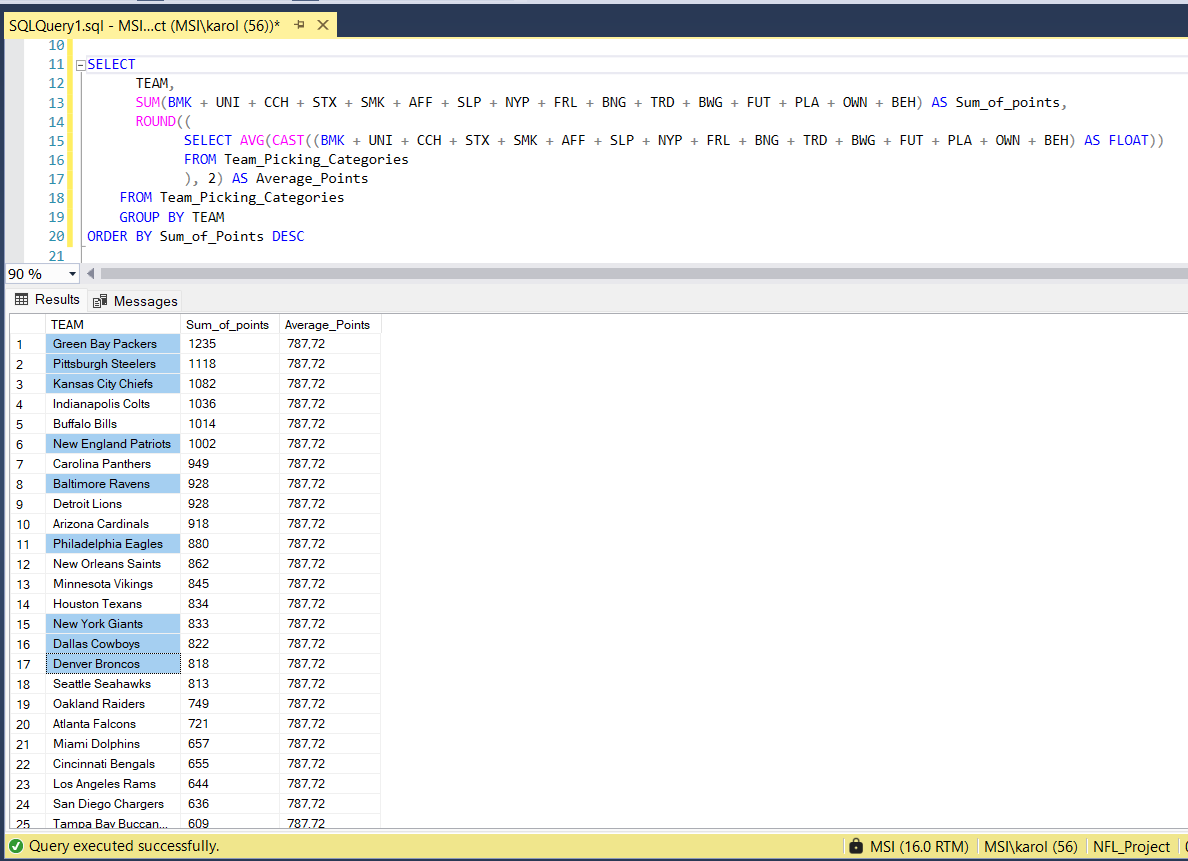 SQLQuery1.sql - MSI...ct (MSI\karol (56))*
10
11 SELECT
12 TEAM,
13 SUM(BMK + UNI + CCH + STX + SMK + AFF + SLP + NYP + FRL + BNG + TRD + BWG + FUT + PLA + OWN + BEH) AS Sum_of_points,
14 ROUND((
15 SELECT AVG(CAST((BMK + UNI + CCH + STX + SMK + AFF + SLP + NYP + FRL + BNG + TRD + BWG + FUT + PLA + OWN + BEH) AS FLOAT))
16 FROM Team_Picking_Categories
17 ), 2) AS Average_Points
18 FROM Team_Picking_Categories
19 GROUP BY TEAM
20 ORDER BY Sum_of_Points DESC
21
90 %
Results Messages
TEAM Sum_of_points Average_Points
1 Green Bay Packers 1235 787,72
2 Pittsburgh Steelers 1118 787,72
3 Kansas City Chiefs 1082 787,72
4 Indianapolis Colts 1036 787,72
5 Buffalo Bills 1014 787,72
6 New England Patriots 1002 787,72
7 Carolina Panthers 949 787,72
8 Baltimore Ravens 928 787,72
9 Detroit Lions 928 787,72
10 Arizona Cardinals 918 787,72
11 Philadelphia Eagles 880 787,72
12 New Orleans Saints 862 787,72
13 Minnesota Vikings 845 787,72
14 Houston Texans 834 787,72
15 New York Giants 833 787,72
16 Dallas Cowboys 822 787,72
17 Denver Broncos 818 787,72
18 Seattle Seahawks 813 787,72
19 Oakland Raiders 749 787,72
20 Atlanta Falcons 721 787,72
21 Miami Dolphins 657 787,72
22 Cincinnati Bengals 655 787,72
23 Los Angeles Rams 644 787,72
24 San Diego Chargers 636 787,72
25 Tampa Bay Buccan... 609 787,72
Query executed successfully. MSI (16.0 RTM) MSI\karol (56) NFL_Project